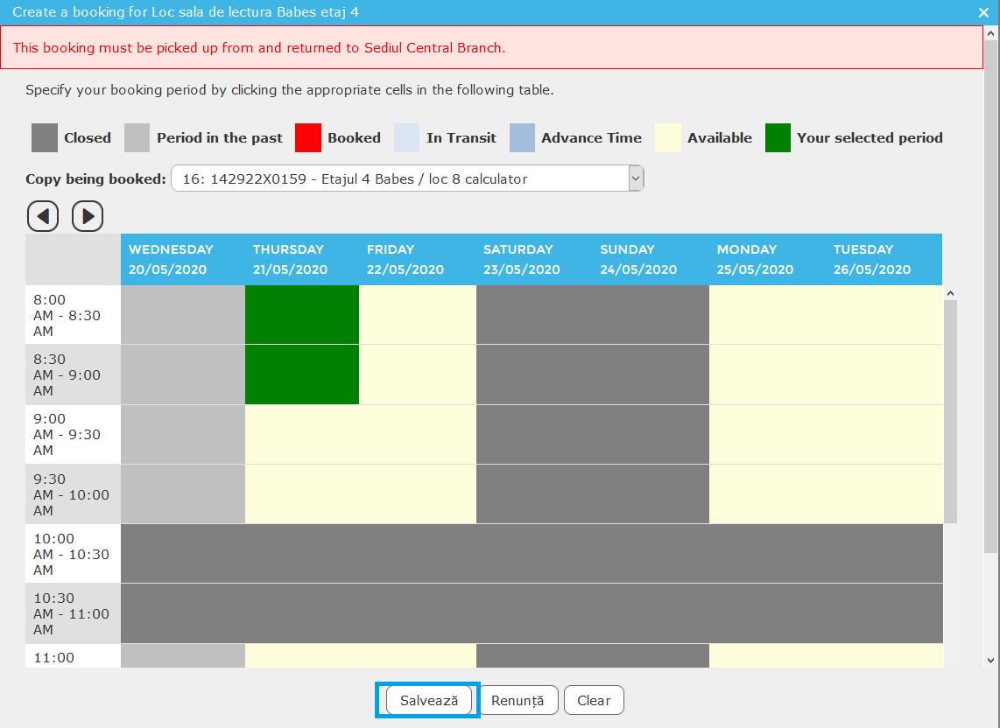 Create a booking for Loc sala de lectura Babes etaj 4
This booking must be picked up from and returned to Sediul Central Branch.
Specify your booking period by clicking the appropriate cells in the following table.
Closed Period in the past Booked In Transit Advance Time Available Your selected period
Copy being booked: 16: 142922X0159 - Etajul 4 Babes / loc 8 calculator
WEDNESDAY THURSDAY FRIDAY SATURDAY SUNDAY MONDAY TUESDAY
20/05/2020 21/05/2020 22/05/2020 23/05/2020 24/05/2020 25/05/2020 26/05/2020
8:00
AM - 8:30
AM
8:30
AM - 9:00
AM
9:00
AM - 9:30
AM
9:30
AM - 10:00
AM
10:00
AM - 10:30
AM
10:30
AM - 11:00
AM
11:00
Salvează Renunță Clear